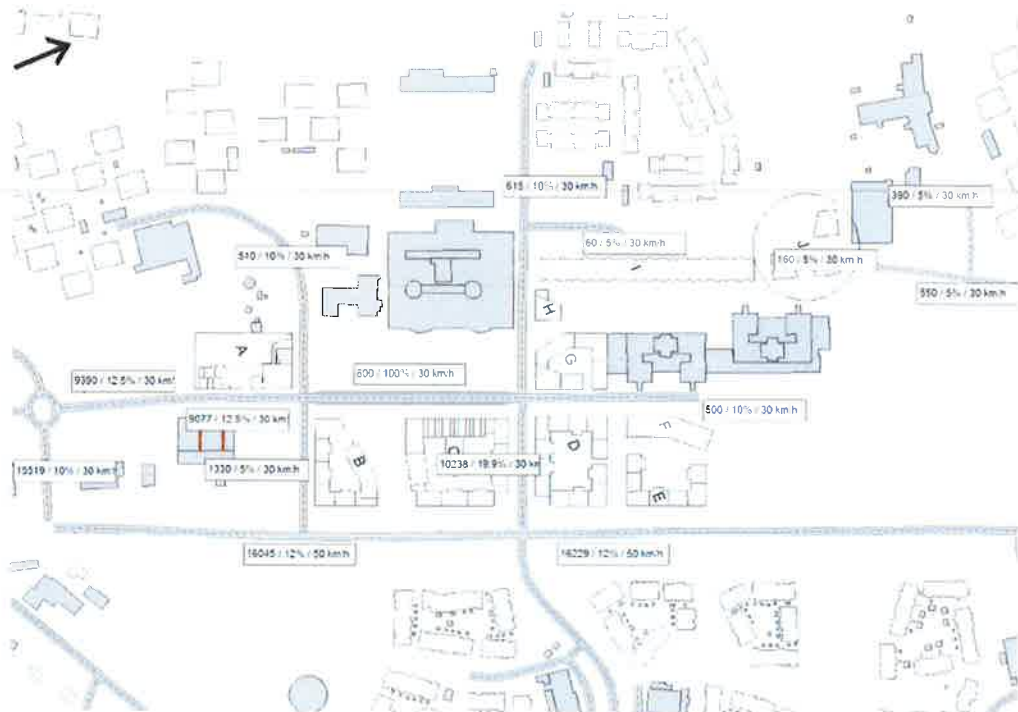 615 / 10% / 30 km/h
390 / 5% / 30 km/h
60 / 5% / 30 km/h
510 / 10% / 30 km/h
160 / 5% / 30 km/h
I
J
550 / 5% / 30 km/h
H
A
G
600 / 100% / 30 km/h
9390 / 12.5% / 30 km/
500 / 10% / 30 km/h
9077 / 12.5% / 30 km
F
B
D
10238 / 19.9% / 30 km
15519 / 10% / 30 km/h
1330 / 5% / 30 km/h
E
16045 / 12% / 50 km/h
16229 / 12% / 50 km/h